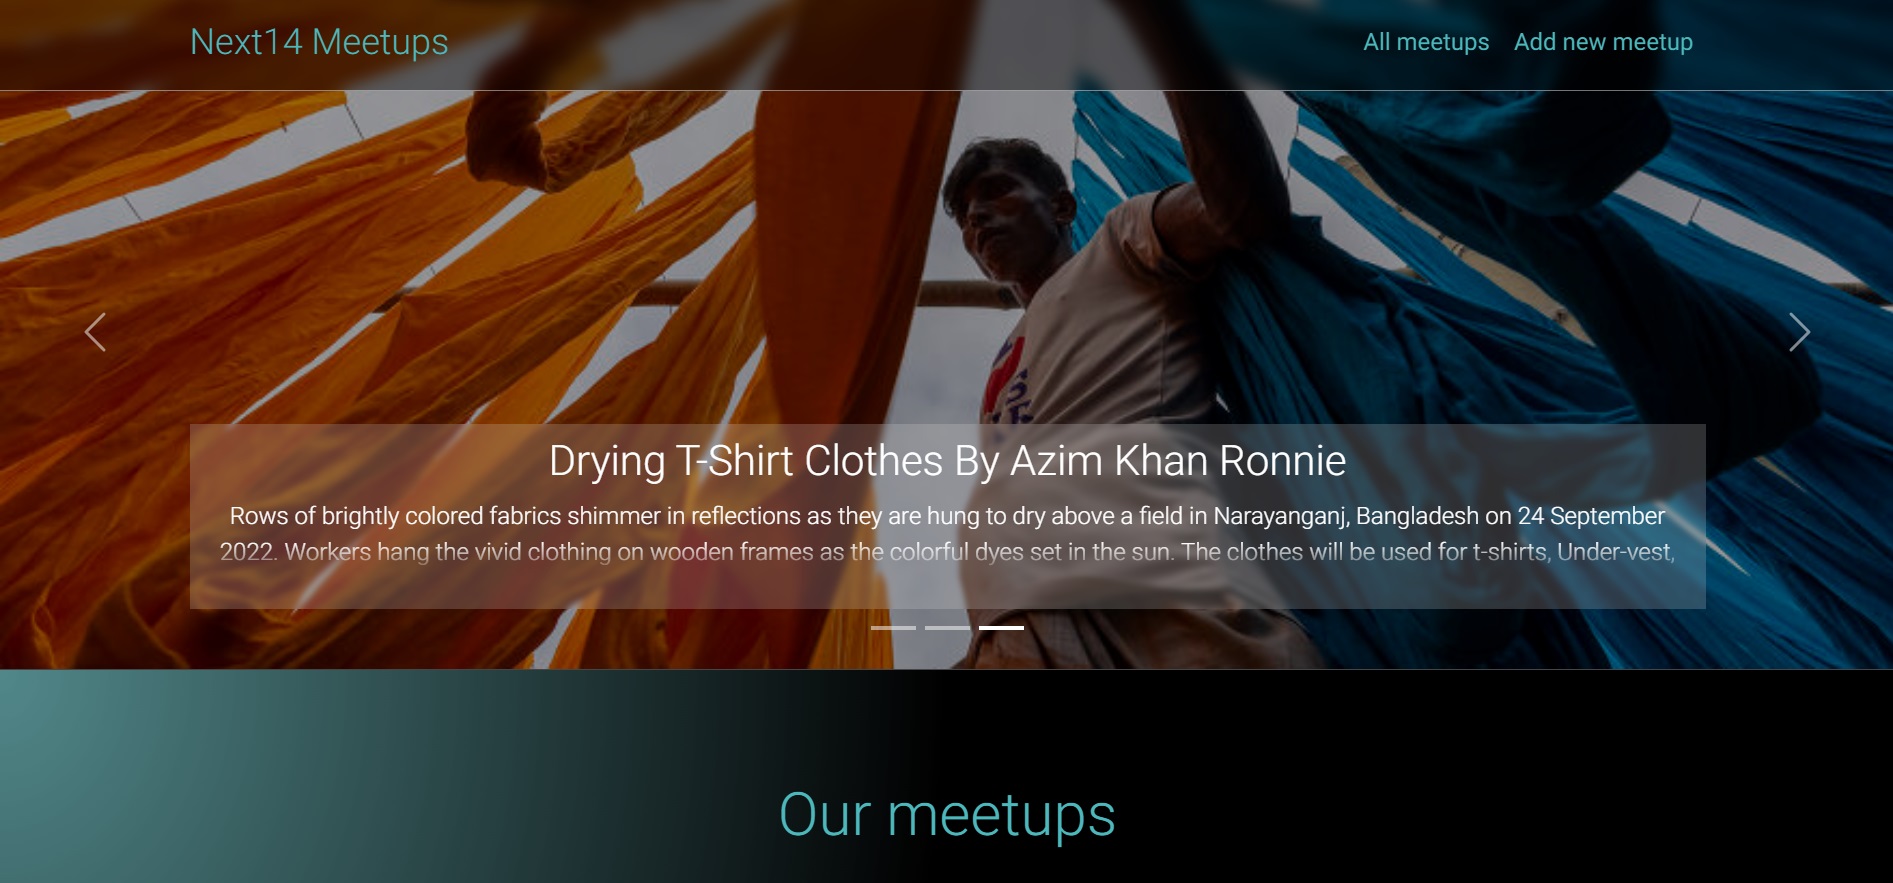 Next14 Meetups
All meetups
Add new meetup
Drying T-Shirt Clothes By Azim Khan Ronnie
Rows of brightly colored fabrics shimmer in reflections as they are hung to dry above a field in Narayanganj, Bangladesh on 24 September
2022. Workers hang the vivid clothing on wooden frames as the colorful dyes set in the sun. The clothes will be used for t-shirts, Under-vest,
Our meetups